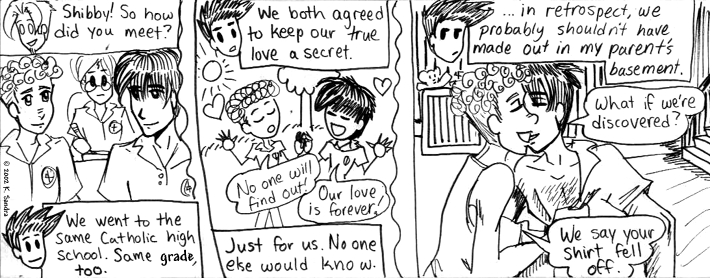 Shibby! So how
did you meet?
We went to the
same Catholic high
school. Same grade,
too.
© 2002 K. Sandra
We both agreed
to keep our true
love a secret.
No one will
find out!
Our love
is forever!
Just for us. No one
else would know.
... in retrospect, we
probably shouldn't have
made out in my parent's
basement.
What if we're
discovered?
We say your
shirt fell
off.